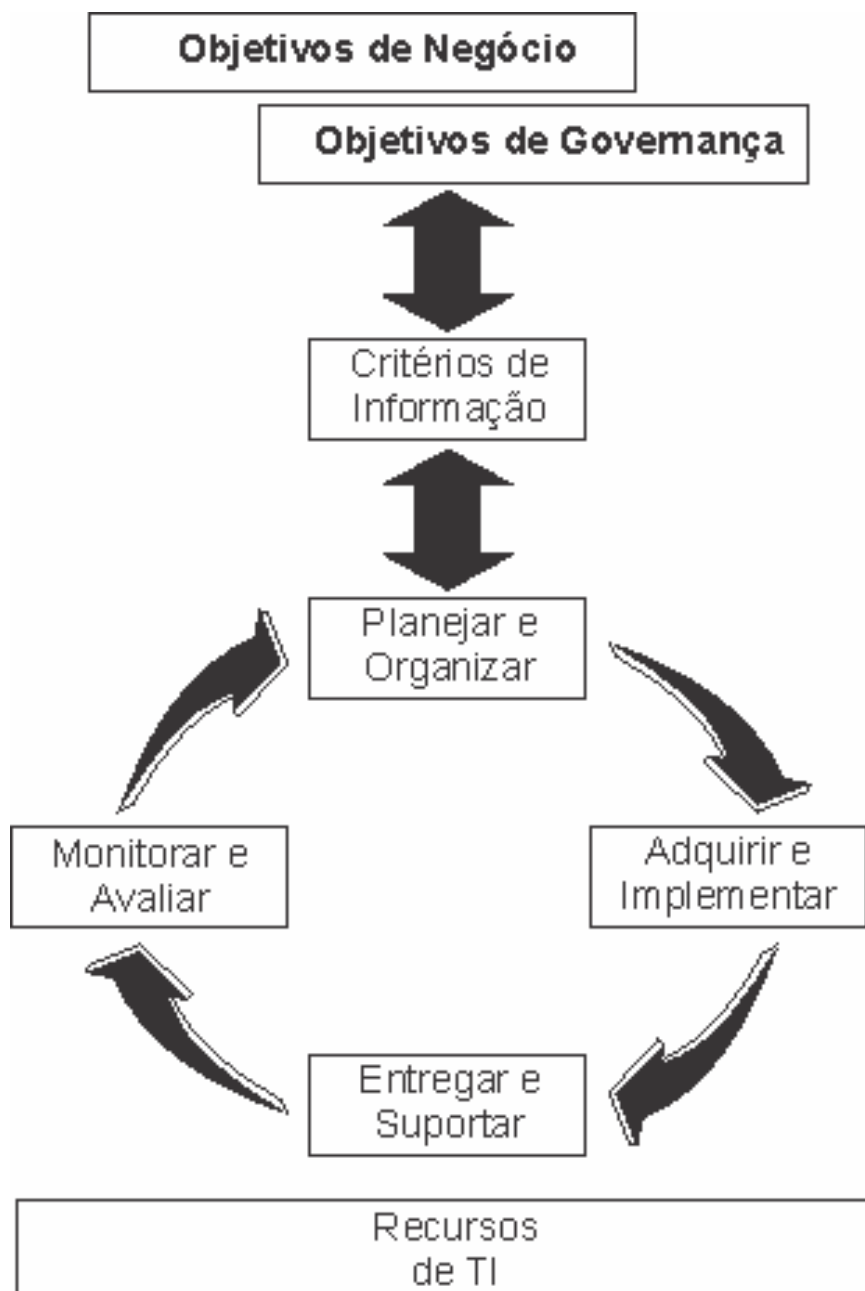 Objetivos de Negócio
Objetivos de Governança
Critérios de
Informação
Planejar e
Organizar
Monitorar e
Avaliar
Adquirir e
Implementar
Entregar e
Suportar
Recursos
de TI